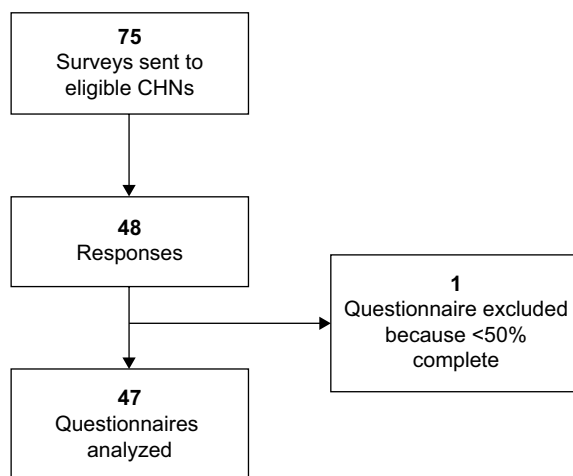 75
Surveys sent to
eligible CHNs
48
Responses
1
Questionnaire excluded
because <50%
complete
47
Questionnaires
analyzed